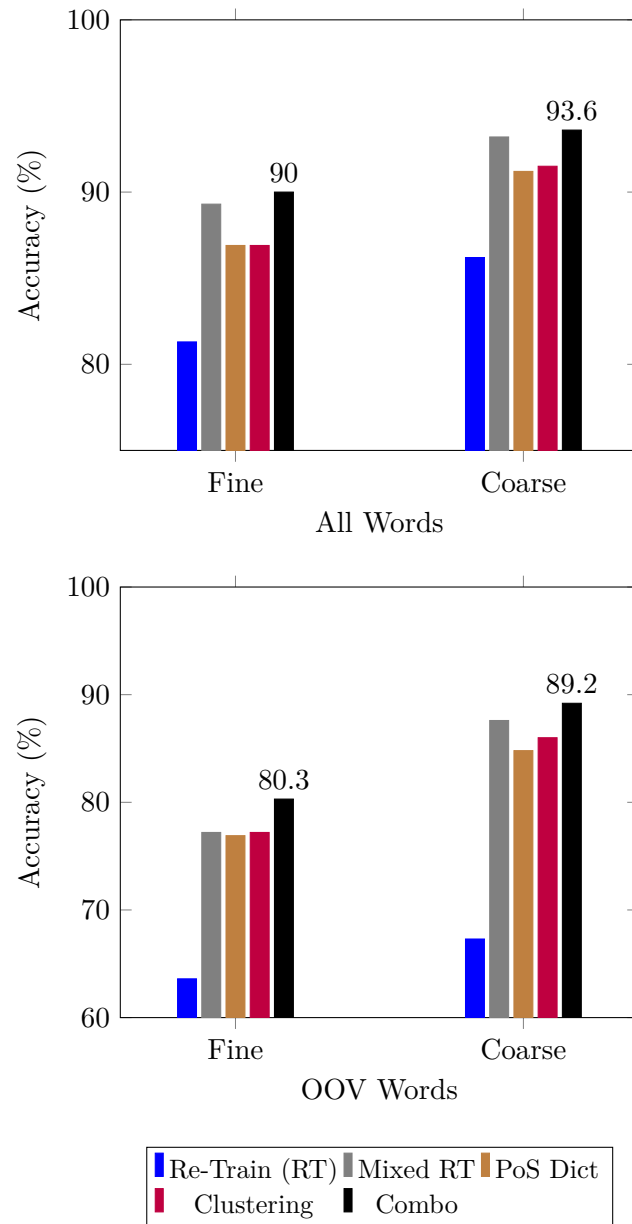 100
90
80
Accuracy (%)
90
93.6
Fine Coarse
All Words
100
90
80
70
60
Accuracy (%)
80.3
89.2
Fine Coarse
OOV Words
Re-Train (RT) Mixed RT PoS Dict
Clustering Combo